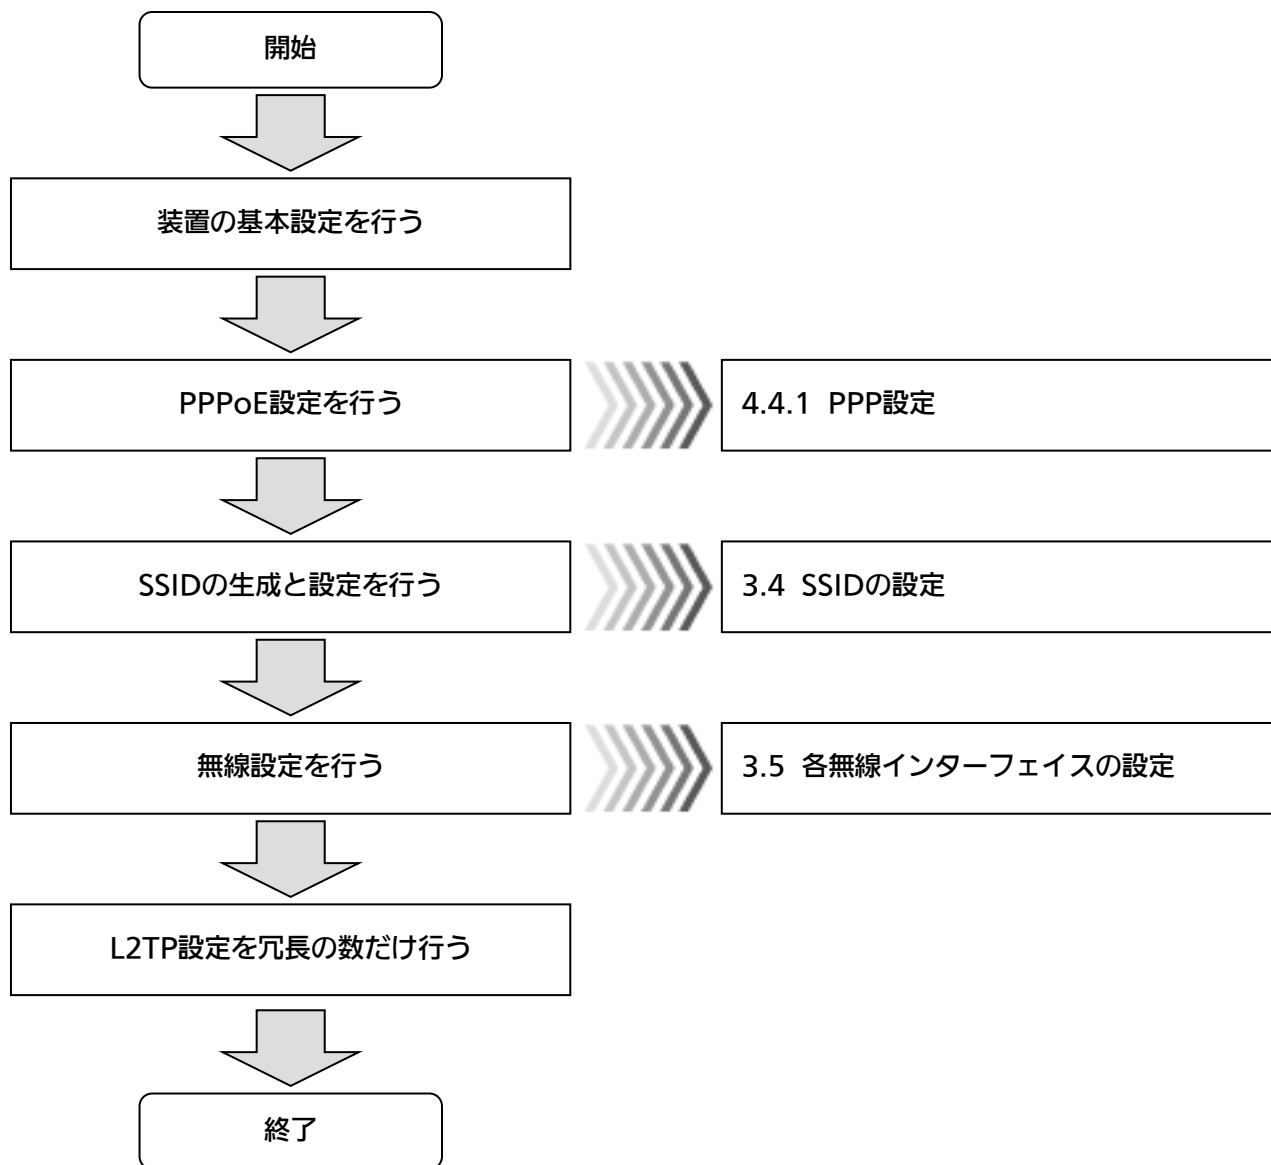 開始
装置の基本設定を行う
PPPoE設定を行う
4.4.1 PPP設定
SSIDの生成と設定を行う
3.4 SSIDの設定
無線設定を行う
3.5 各無線インターフェイスの設定
L2TP設定を冗長の数だけ行う
終了